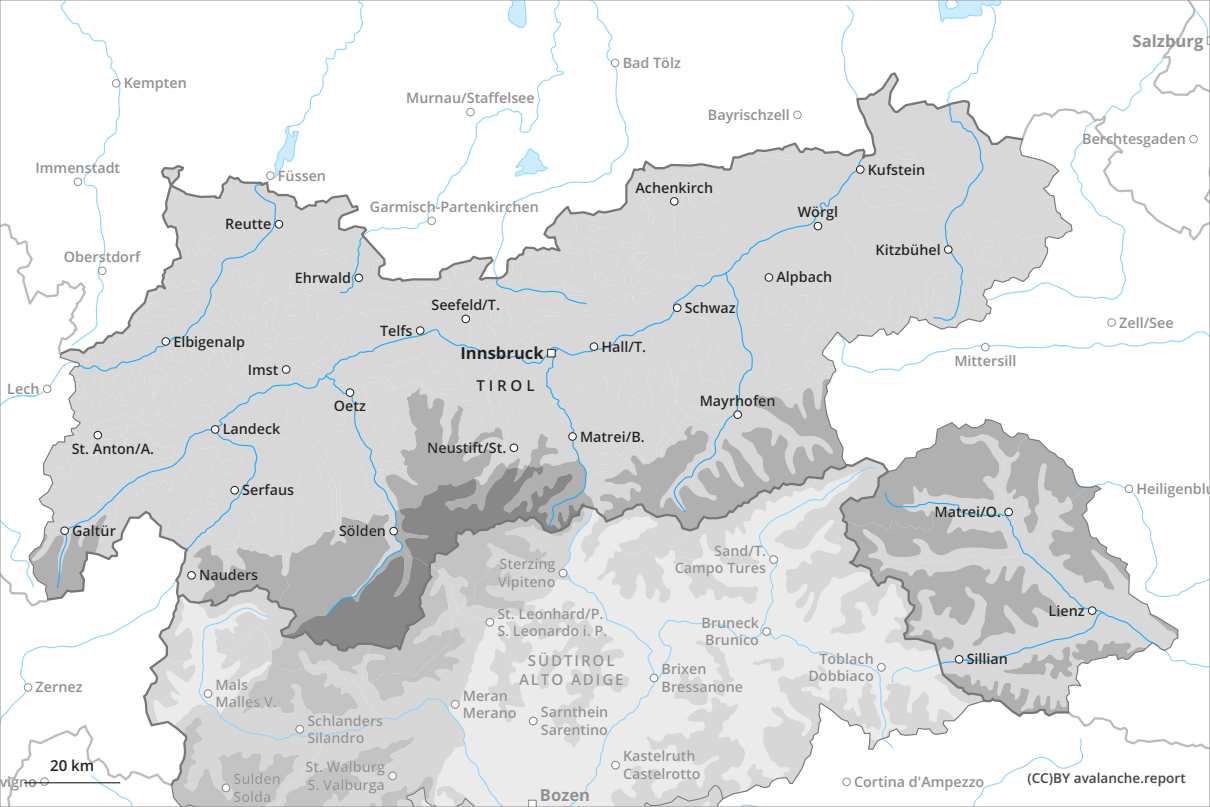 Salzburg
Kempten
Bad Tölz
Murnau/Staffelsee
Bayrischzell
Berchtesgaden
Immenstadt
Füssen
Kufstein
Achenkirch
Garmisch-Partenkirchen
Wörgl
Reutte
Oberstdorf
Kitzbühel
Ehrwald
Alpbach
Seefeld/T.
Schwaz
Telfs
Zell/See
Elbigenalp
Innsbruck
Hall/T.
Mittersill
Imst
TIROL
Lech
Oetz
Mayrhofen
Landeck
Matrei/B.
St. Anton/A.
Neustift/St.
Serfaus
Heiligenblu
Matrei/O.
Galtür
Sölden
Sand/T.
Campo Tures
Sterzing
Vipiteno
Nauders
Lienz
St. Leonhard/P.
S. Leonardo i. P.
Bruneck
Brunico
SÜDTIROL
ALTO ADIGE
Sillian
Toblach
Dobbiaco
Brixen
Bressanone
Zernez
Mals
Malles V.
Meran
Merano
Sarnthein
Sarentino
Schlanders
Silandro
Kastelruth
Castelrotto
St. Walburg
S. Valburga
20 km
vigno
Sulden
Solda
Cortina d'Ampezzo
(CC)BY avalanche.report
Bozen